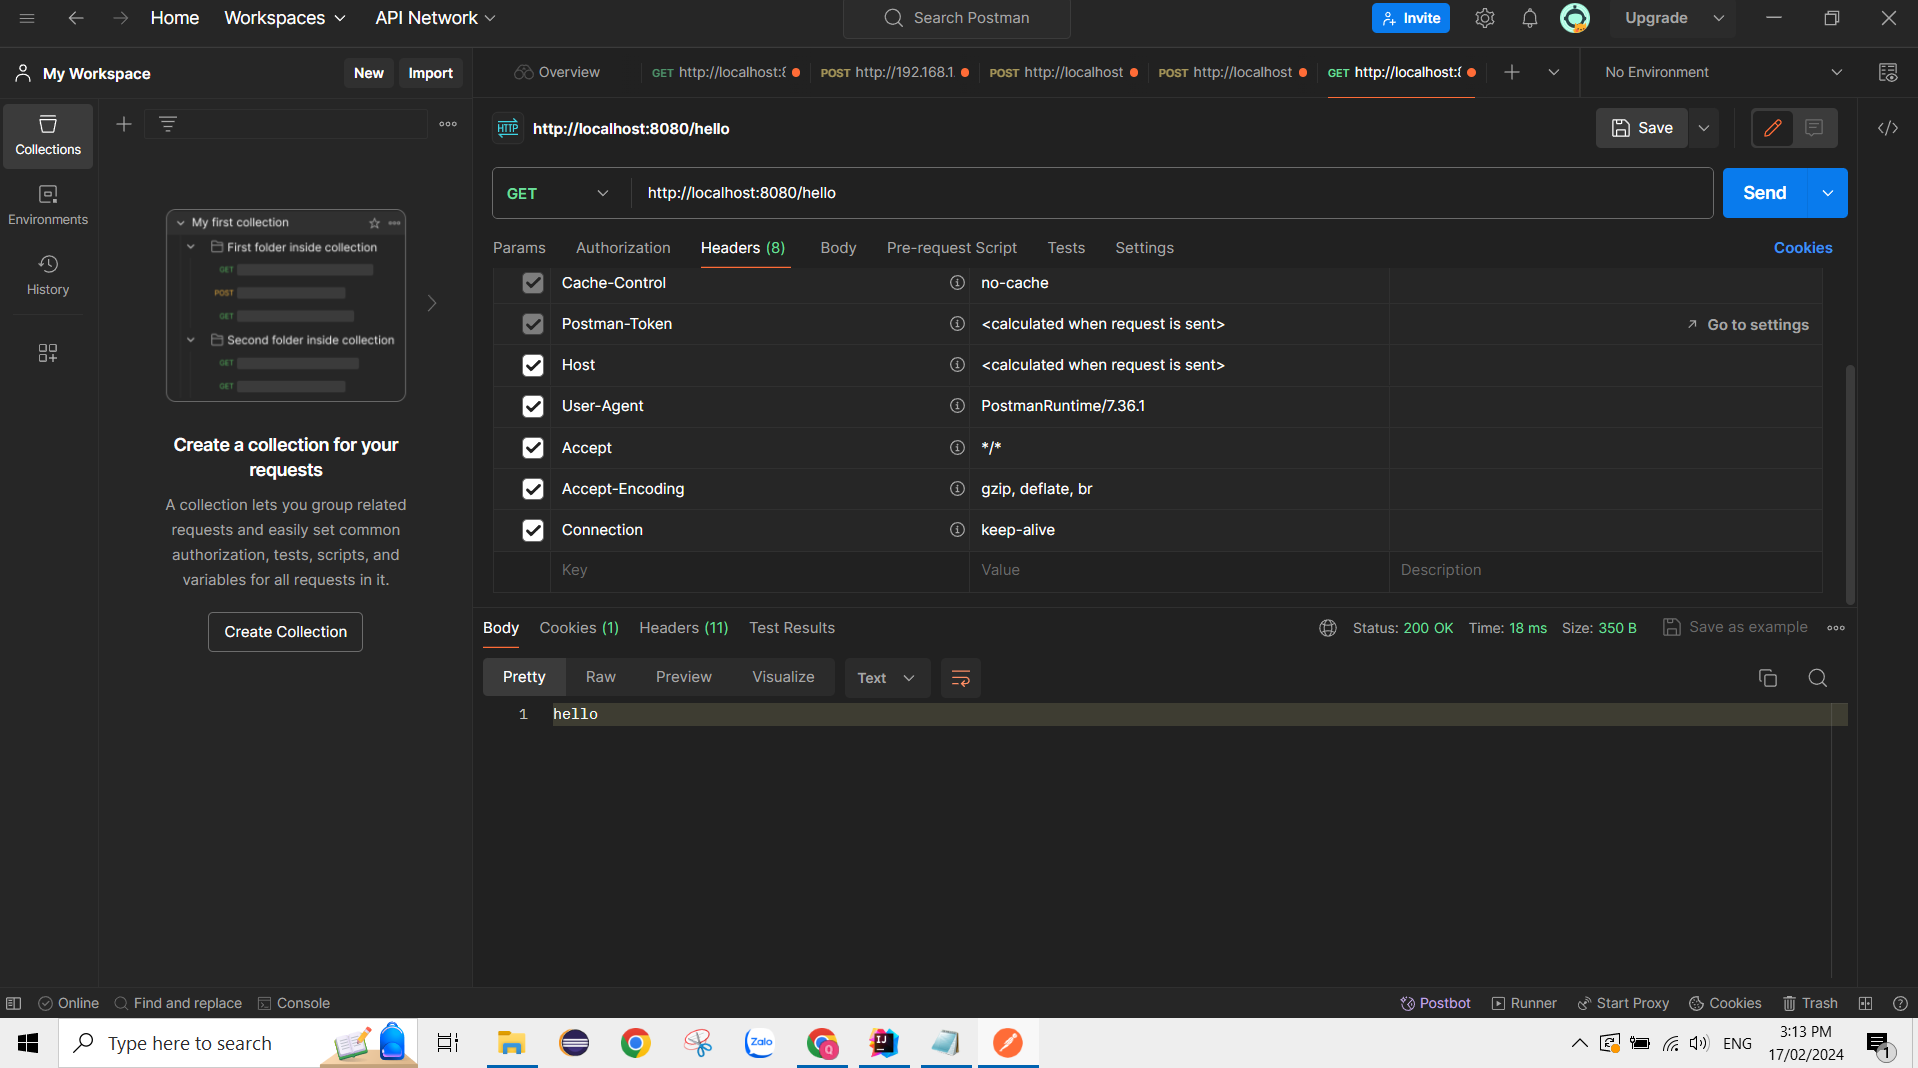 Home Workspaces API Network Search Postman Invite Upgrade
My Workspace New Import
Overview GET http://localhost:8 POST http://192.168.1. POST http://localhost POST http://localhost GET http://localhost:8 No Environment
HTTP http://localhost:8080/hello Save
Collections
Environments
History
My first collection
First folder inside collection
GET
POST
GET
Second folder inside collection
GET
GET
Create a collection for your
requests
A collection lets you group related
requests and easily set common
authorization, tests, scripts, and
variables for all requests in it.
Create Collection
GET http://localhost:8080/hello Send
Params Authorization Headers (8) Body Pre-request Script Tests Settings Cookies
Cache-Control no-cache
Postman-Token <calculated when request is sent> Go to settings
Host <calculated when request is sent>
User-Agent PostmanRuntime/7.36.1
Accept */*
Accept-Encoding gzip, deflate, br
Connection keep-alive
Key Value Description
Body Cookies (1) Headers (11) Test Results Status: 200 OK Time: 18 ms Size: 350 B Save as example
Pretty Raw Preview Visualize Text
1 hello
Online Find and replace Console Postbot Runner Start Proxy Cookies Trash
Type here to search Zalo Q IJ ENG 3:13 PM
17/02/2024 1